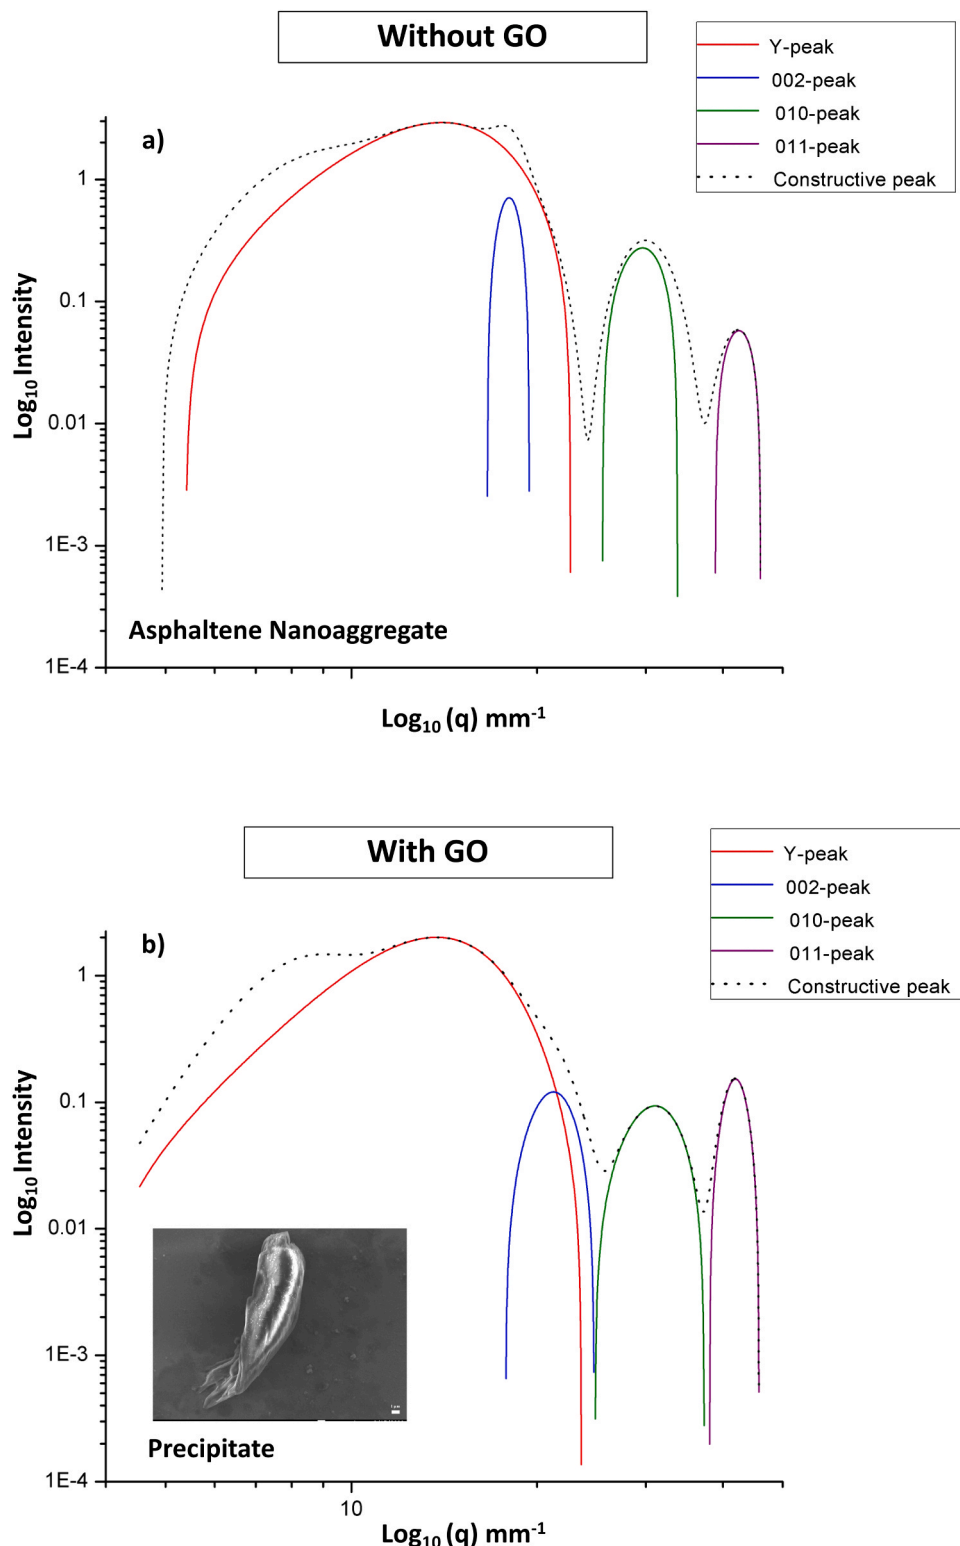 Without GO
Y-peak
002-peak
010-peak
011-peak
Constructive peak
a)
1
0.1
0.01
1E-3
1E-4
Log₁₀ Intensity
Asphaltene Nanoaggregate
Log₁₀ (q) mm⁻¹
With GO
Y-peak
002-peak
010-peak
011-peak
Constructive peak
b)
1
0.1
0.01
1E-3
1E-4
Log₁₀ Intensity
Precipitate
10
Log₁₀ (q) mm⁻¹